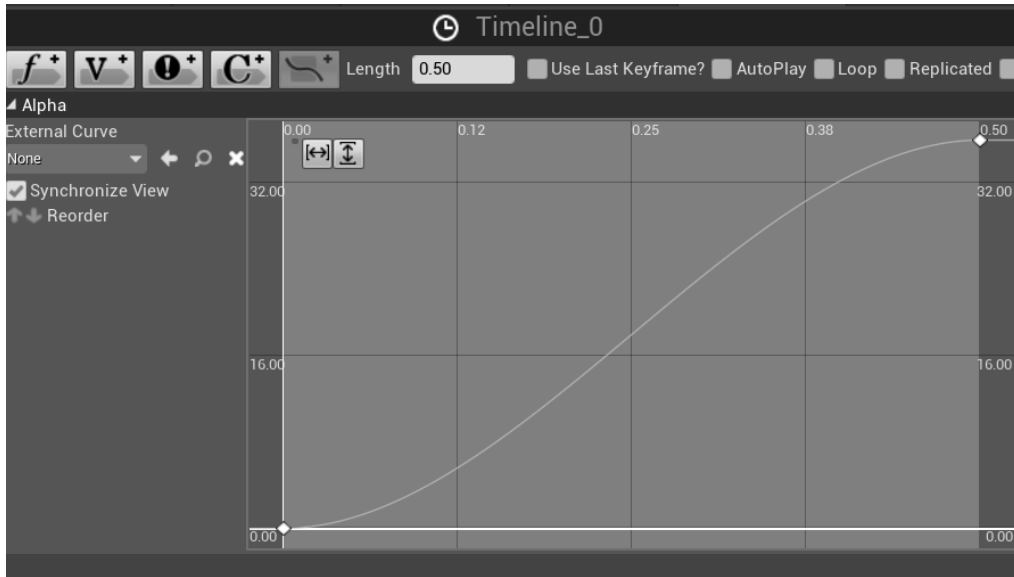 Timeline_0
f+ V+ !+ C+ + Length 0.50 Use Last Keyframe? AutoPlay Loop Replicated
Alpha
External Curve
None
Synchronize View
Reorder
0.00 0.12 0.25 0.38 0.50
32.00 32.00
16.00 16.00
0.00 0.00